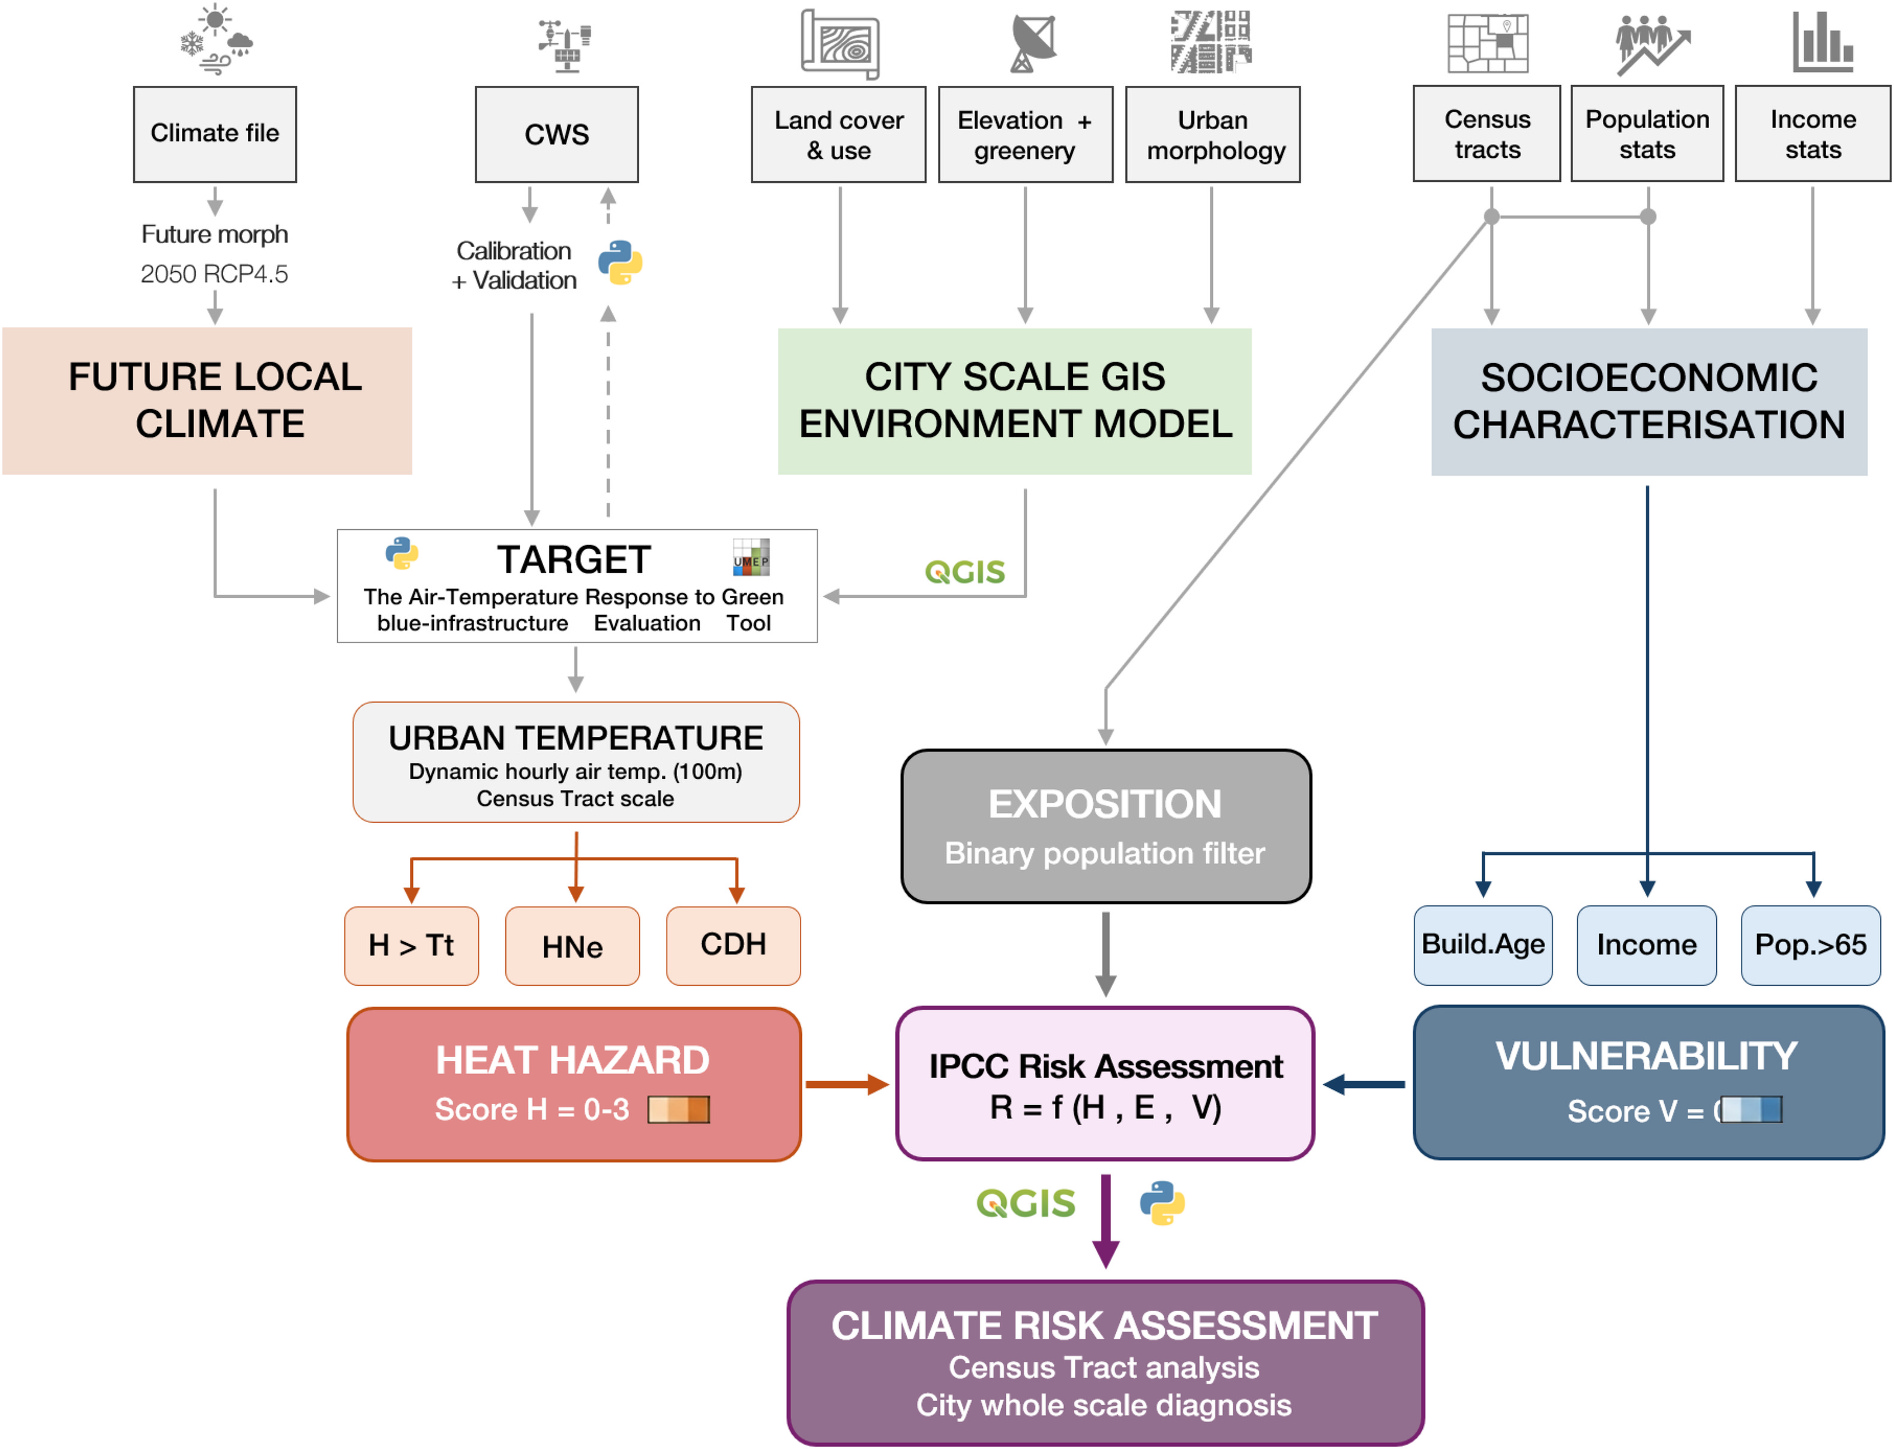 Climate file
CWS
Land cover
& use
Elevation +
greenery
Urban
morphology
Census
tracts
Population
stats
Income
stats
Future morph
2050 RCP4.5
Calibration
+ Validation
FUTURE LOCAL
CLIMATE
CITY SCALE GIS
ENVIRONMENT MODEL
SOCIOECONOMIC
CHARACTERISATION
TARGET
UMEP
The Air-Temperature Response to Green
blue-infrastructure Evaluation Tool
QGIS
URBAN TEMPERATURE
Dynamic hourly air temp. (100m)
Census Tract scale
EXPOSITION
Binary population filter
H > Tt
HNe
CDH
Build.Age
Income
Pop.>65
HEAT HAZARD
Score H = 0-3
IPCC Risk Assessment
R = f (H , E , V)
VULNERABILITY
Score V =
QGIS
CLIMATE RISK ASSESSMENT
Census Tract analysis
City whole scale diagnosis